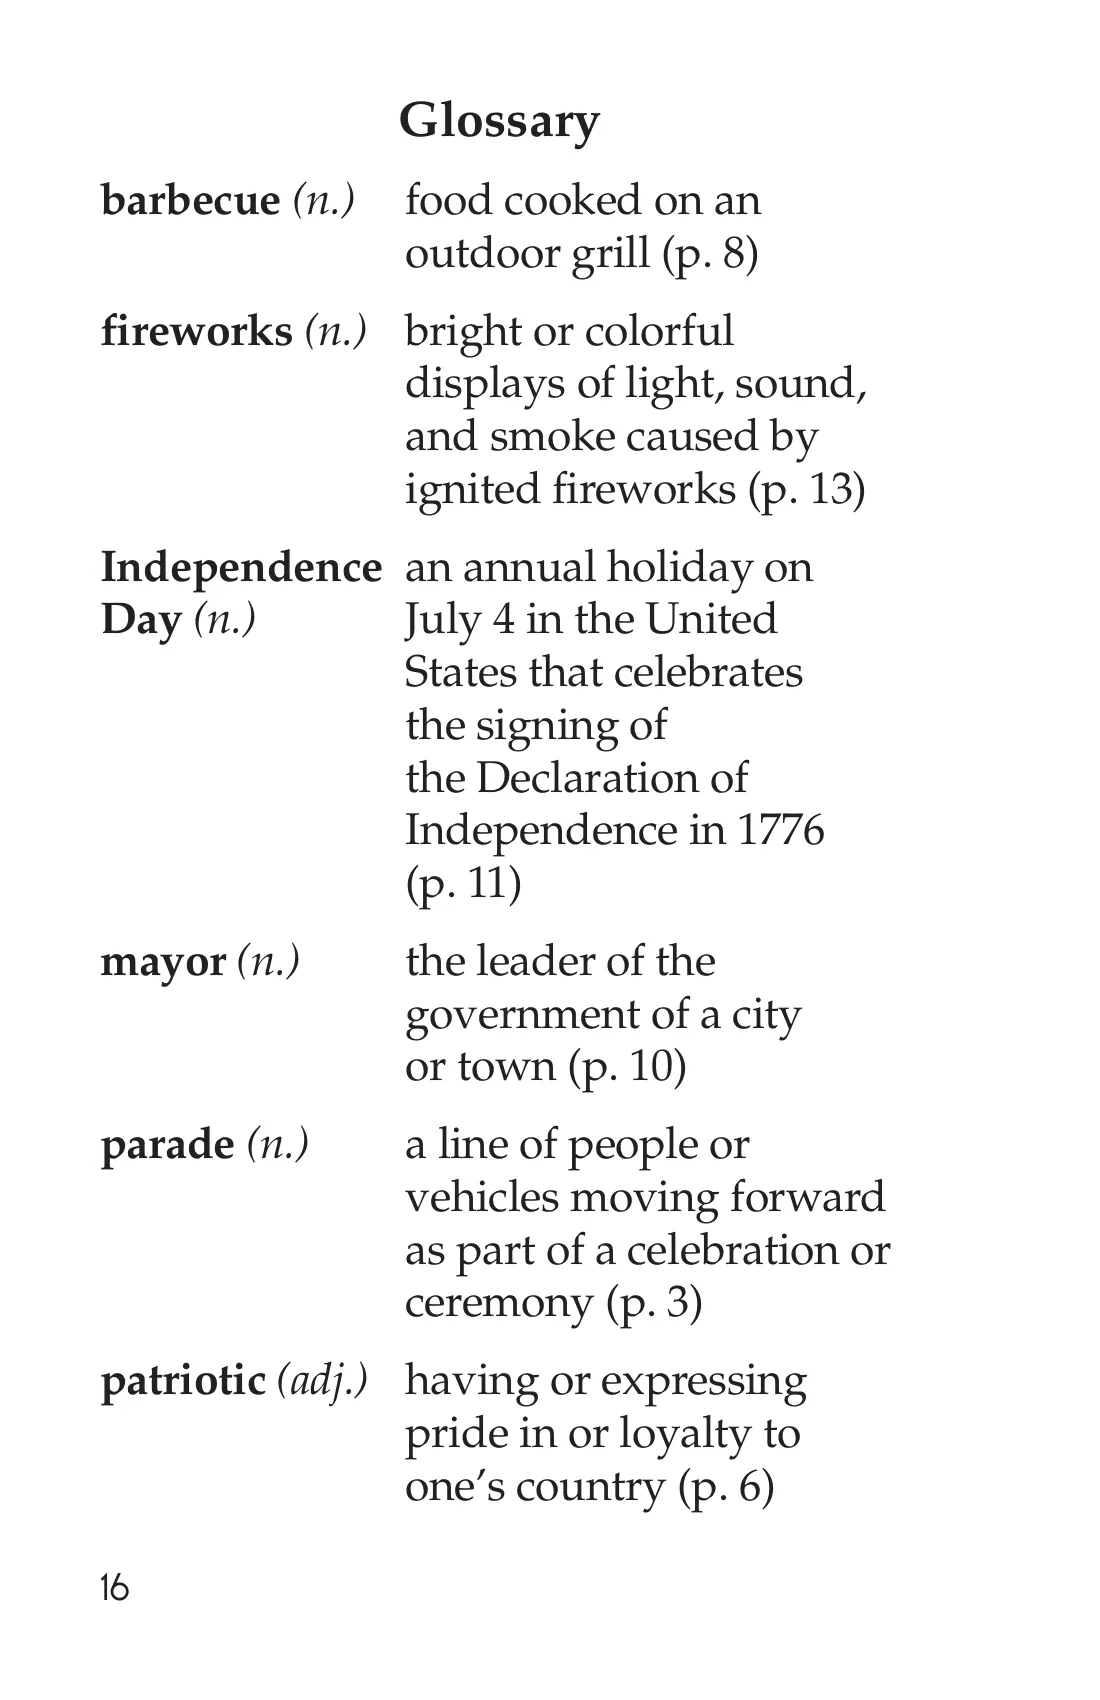 Glossary
barbecue (n.) food cooked on an
outdoor grill (p. 8)
fireworks (n.) bright or colorful
displays of light, sound,
and smoke caused by
ignited fireworks (p. 13)
Independence an annual holiday on
Day (n.) July 4 in the United
States that celebrates
the signing of
the Declaration of
Independence in 1776
(p. 11)
mayor (n.) the leader of the
government of a city
or town (p. 10)
parade (n.) a line of people or
vehicles moving forward
as part of a celebration or
ceremony (p. 3)
patriotic (adj.) having or expressing
pride in or loyalty to
one’s country (p. 6)
16